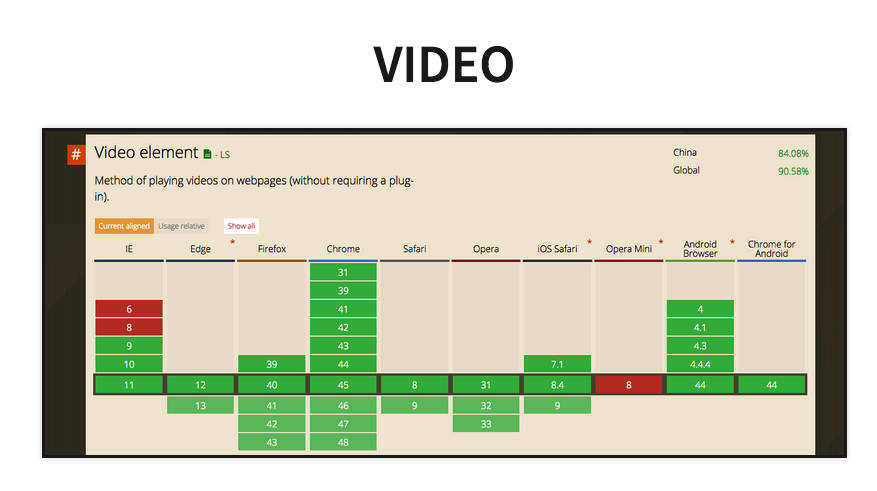 VIDEO
# Video element - LS
China 84.08%
Global 90.58%
Method of playing videos on webpages (without requiring a plug-
in).
Current aligned Usage relative Show all
IE Edge * Firefox Chrome Safari Opera iOS Safari * Opera Mini * Android Browser * Chrome for Android
31
39
6 41 4
8 42 4.1
9 43 4.3
10 39 44 7.1 4.4.4
11 12 40 45 8 31 8.4 8 44 44
13 41 46 9 32 9
42 47 33
43 48